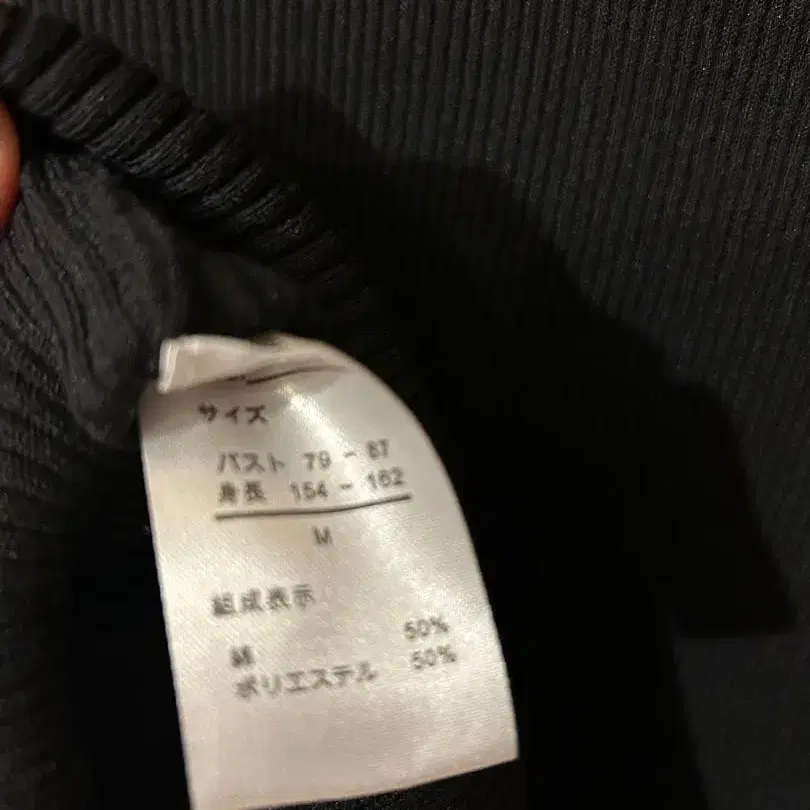 サイズ
バスト 79 - 87
身長 154 - 162
M
組成表示
綿 50%
ポリエステル 50%